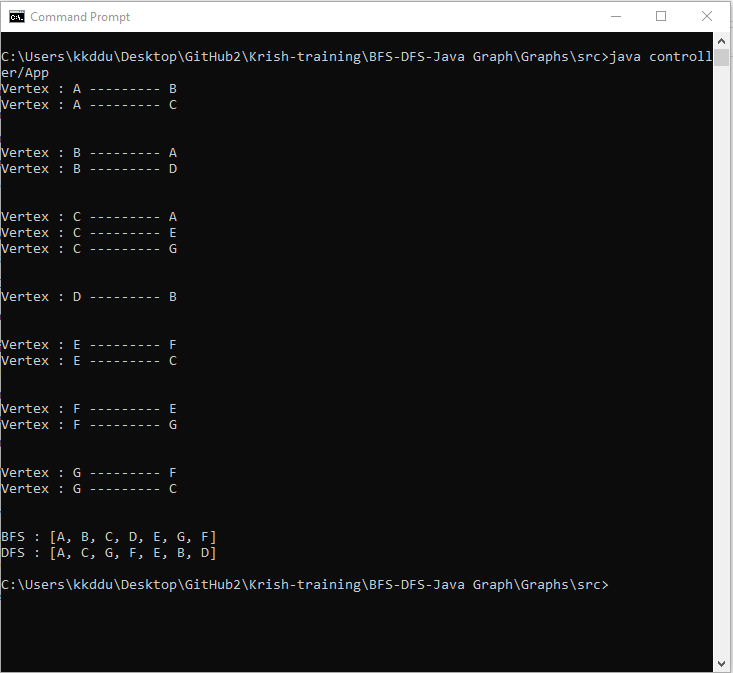 Command Prompt
C:\Users\kkddu\Desktop\GitHub2\Krish-training\BFS-DFS-Java Graph\Graphs\src>java controll
er/App
Vertex : A --------- B
Vertex : A --------- C
Vertex : B --------- A
Vertex : B --------- D
Vertex : C --------- A
Vertex : C --------- E
Vertex : C --------- G
Vertex : D --------- B
Vertex : E --------- F
Vertex : E --------- C
Vertex : F --------- E
Vertex : F --------- G
Vertex : G --------- F
Vertex : G --------- C
BFS : [A, B, C, D, E, G, F]
DFS : [A, C, G, F, E, B, D]
C:\Users\kkddu\Desktop\GitHub2\Krish-training\BFS-DFS-Java Graph\Graphs\src>